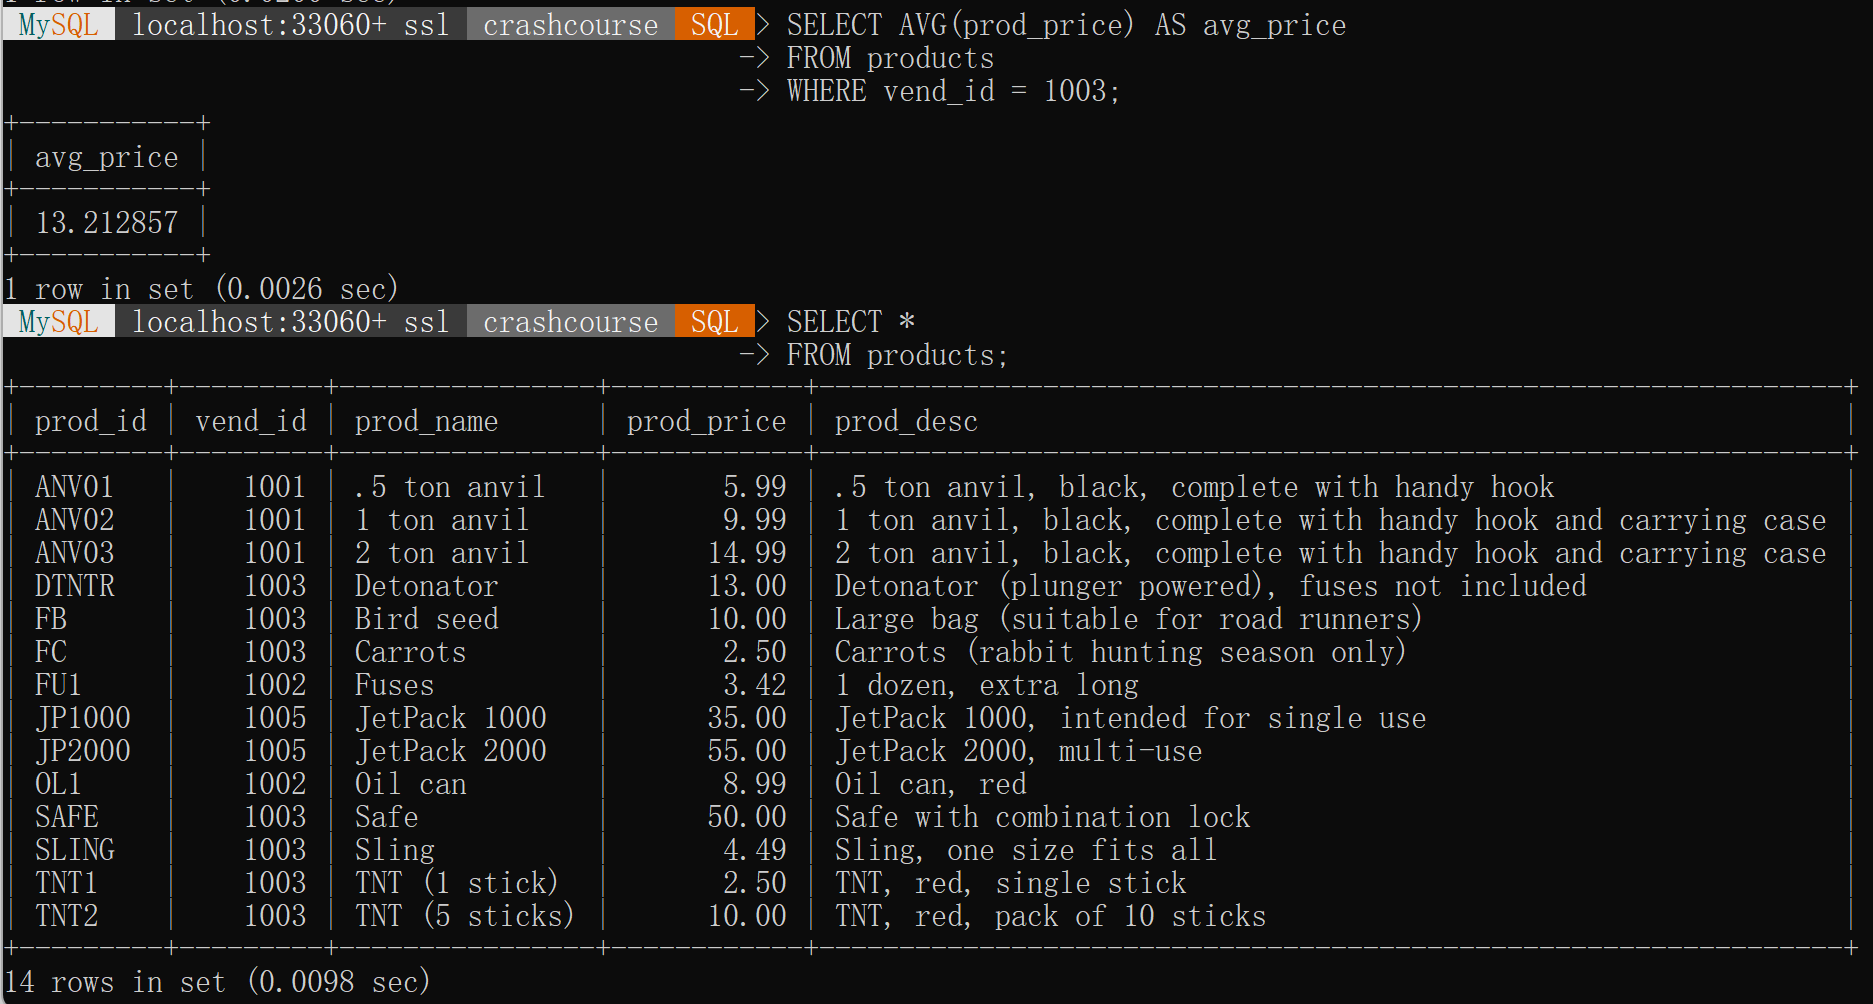 1 row in set (0.0200 sec)
MySQL localhost:33060+ ssl crashcourse SQL > SELECT AVG(prod_price) AS avg_price
-> FROM products
-> WHERE vend_id = 1003;
+-----------+
| avg_price |
+-----------+
| 13.212857 |
+-----------+
1 row in set (0.0026 sec)
MySQL localhost:33060+ ssl crashcourse SQL > SELECT *
-> FROM products;
+---------+---------+----------------+------------+----------------------------------------------------------------+
| prod_id | vend_id | prod_name      | prod_price | prod_desc                                                      |
+---------+---------+----------------+------------+----------------------------------------------------------------+
| ANV01   |    1001 | .5 ton anvil   |       5.99 | .5 ton anvil, black, complete with handy hook                  |
| ANV02   |    1001 | 1 ton anvil    |       9.99 | 1 ton anvil, black, complete with handy hook and carrying case |
| ANV03   |    1001 | 2 ton anvil    |      14.99 | 2 ton anvil, black, complete with handy hook and carrying case |
| DTNTR   |    1003 | Detonator      |      13.00 | Detonator (plunger powered), fuses not included                |
| FB      |    1003 | Bird seed      |      10.00 | Large bag (suitable for road runners)                          |
| FC      |    1003 | Carrots        |       2.50 | Carrots (rabbit hunting season only)                           |
| FU1     |    1002 | Fuses          |       3.42 | 1 dozen, extra long                                            |
| JP1000  |    1005 | JetPack 1000   |      35.00 | JetPack 1000, intended for single use                          |
| JP2000  |    1005 | JetPack 2000   |      55.00 | JetPack 2000, multi-use                                        |
| OL1     |    1002 | Oil can        |       8.99 | Oil can, red                                                   |
| SAFE    |    1003 | Safe           |      50.00 | Safe with combination lock                                     |
| SLING   |    1003 | Sling          |       4.49 | Sling, one size fits all                                       |
| TNT1    |    1003 | TNT (1 stick)  |       2.50 | TNT, red, single stick                                         |
| TNT2    |    1003 | TNT (5 sticks) |      10.00 | TNT, red, pack of 10 sticks                                    |
+---------+---------+----------------+------------+----------------------------------------------------------------+
14 rows in set (0.0098 sec)